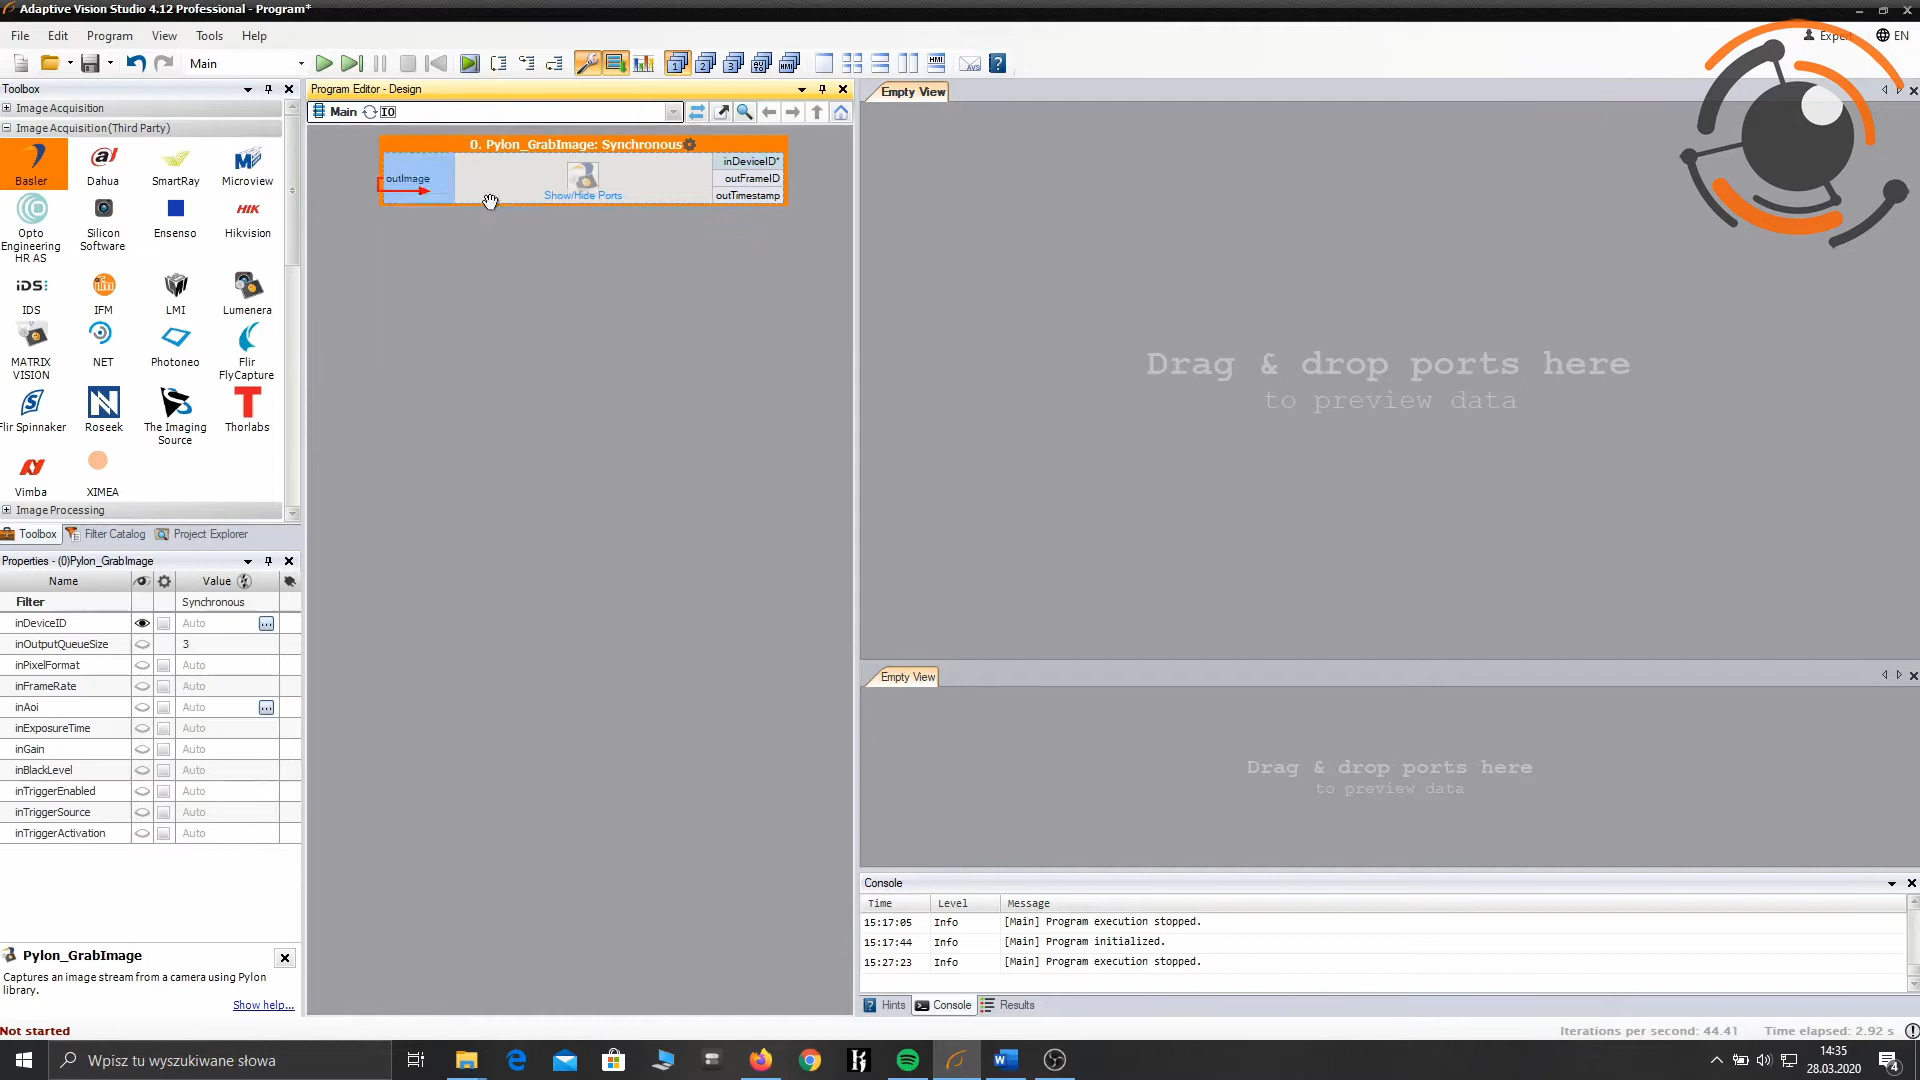 Adaptive Vision Studio 4.12 Professional - Program*
File Edit Program View Tools Help
Expert EN
Main
Toolbox
Image Acquisition
Image Acquisition (Third Party)
Basler Dahua SmartRay Microview
Opto Engineering HR AS
Silicon Software
Ensenso
Hikvision
IDS IFM LMI Lumenera
MATRIX VISION
NET
Photoneo
Flir FlyCapture
Flir Spinnaker
Roseek
The Imaging Source
Thorlabs
Vimba
XIMEA
Image Processing
Toolbox Filter Catalog Project Explorer
Properties - (0)Pylon_GrabImage
Name Value
Filter Synchronous
inDeviceID Auto ...
inOutputQueueSize 3
inPixelFormat Auto
inFrameRate Auto
inAoi Auto ...
inExposureTime Auto
inGain Auto
inBlackLevel Auto
inTriggerEnabled Auto
inTriggerSource Auto
inTriggerActivation Auto
Pylon_GrabImage
Captures an image stream from a camera using Pylon
library.
Show help...
Program Editor - Design
Main IO
0. Pylon_GrabImage: Synchronous
outImage
Show/Hide Ports
inDeviceID*
outFrameID
outTimestamp
Empty View
Drag & drop ports here
to preview data
Empty View
Drag & drop ports here
to preview data
Console
Time Level Message
15:17:05 Info [Main] Program execution stopped.
15:17:44 Info [Main] Program initialized.
15:27:23 Info [Main] Program execution stopped.
Hints Console Results
Not started
Iterations per second: 44.41 Time elapsed: 2.92 s
Wpisz tu wyszukiwane słowa
14:35
28.03.2020
4